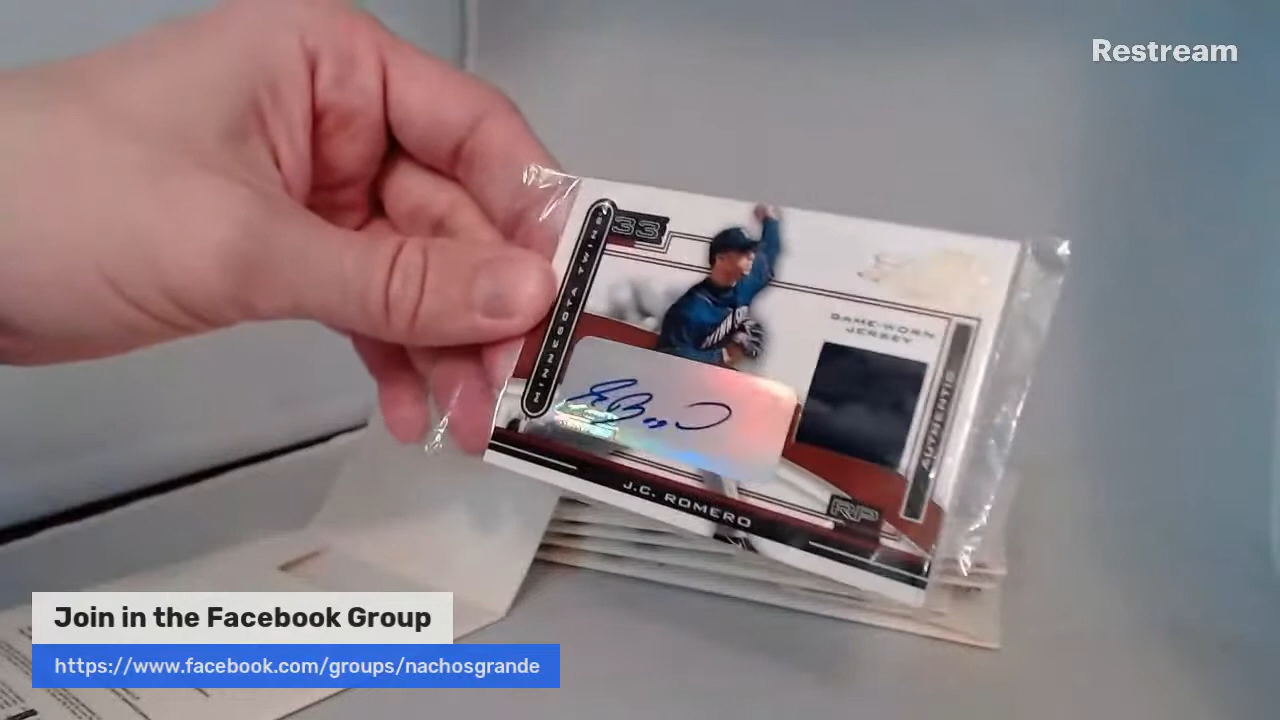 Restream
33
MINNESOTA TWINS
GAME-WORN
JERSEY
AUTHENTIX
J.C. ROMERO
RP
Join in the Facebook Group
https://www.facebook.com/groups/nachosgrande